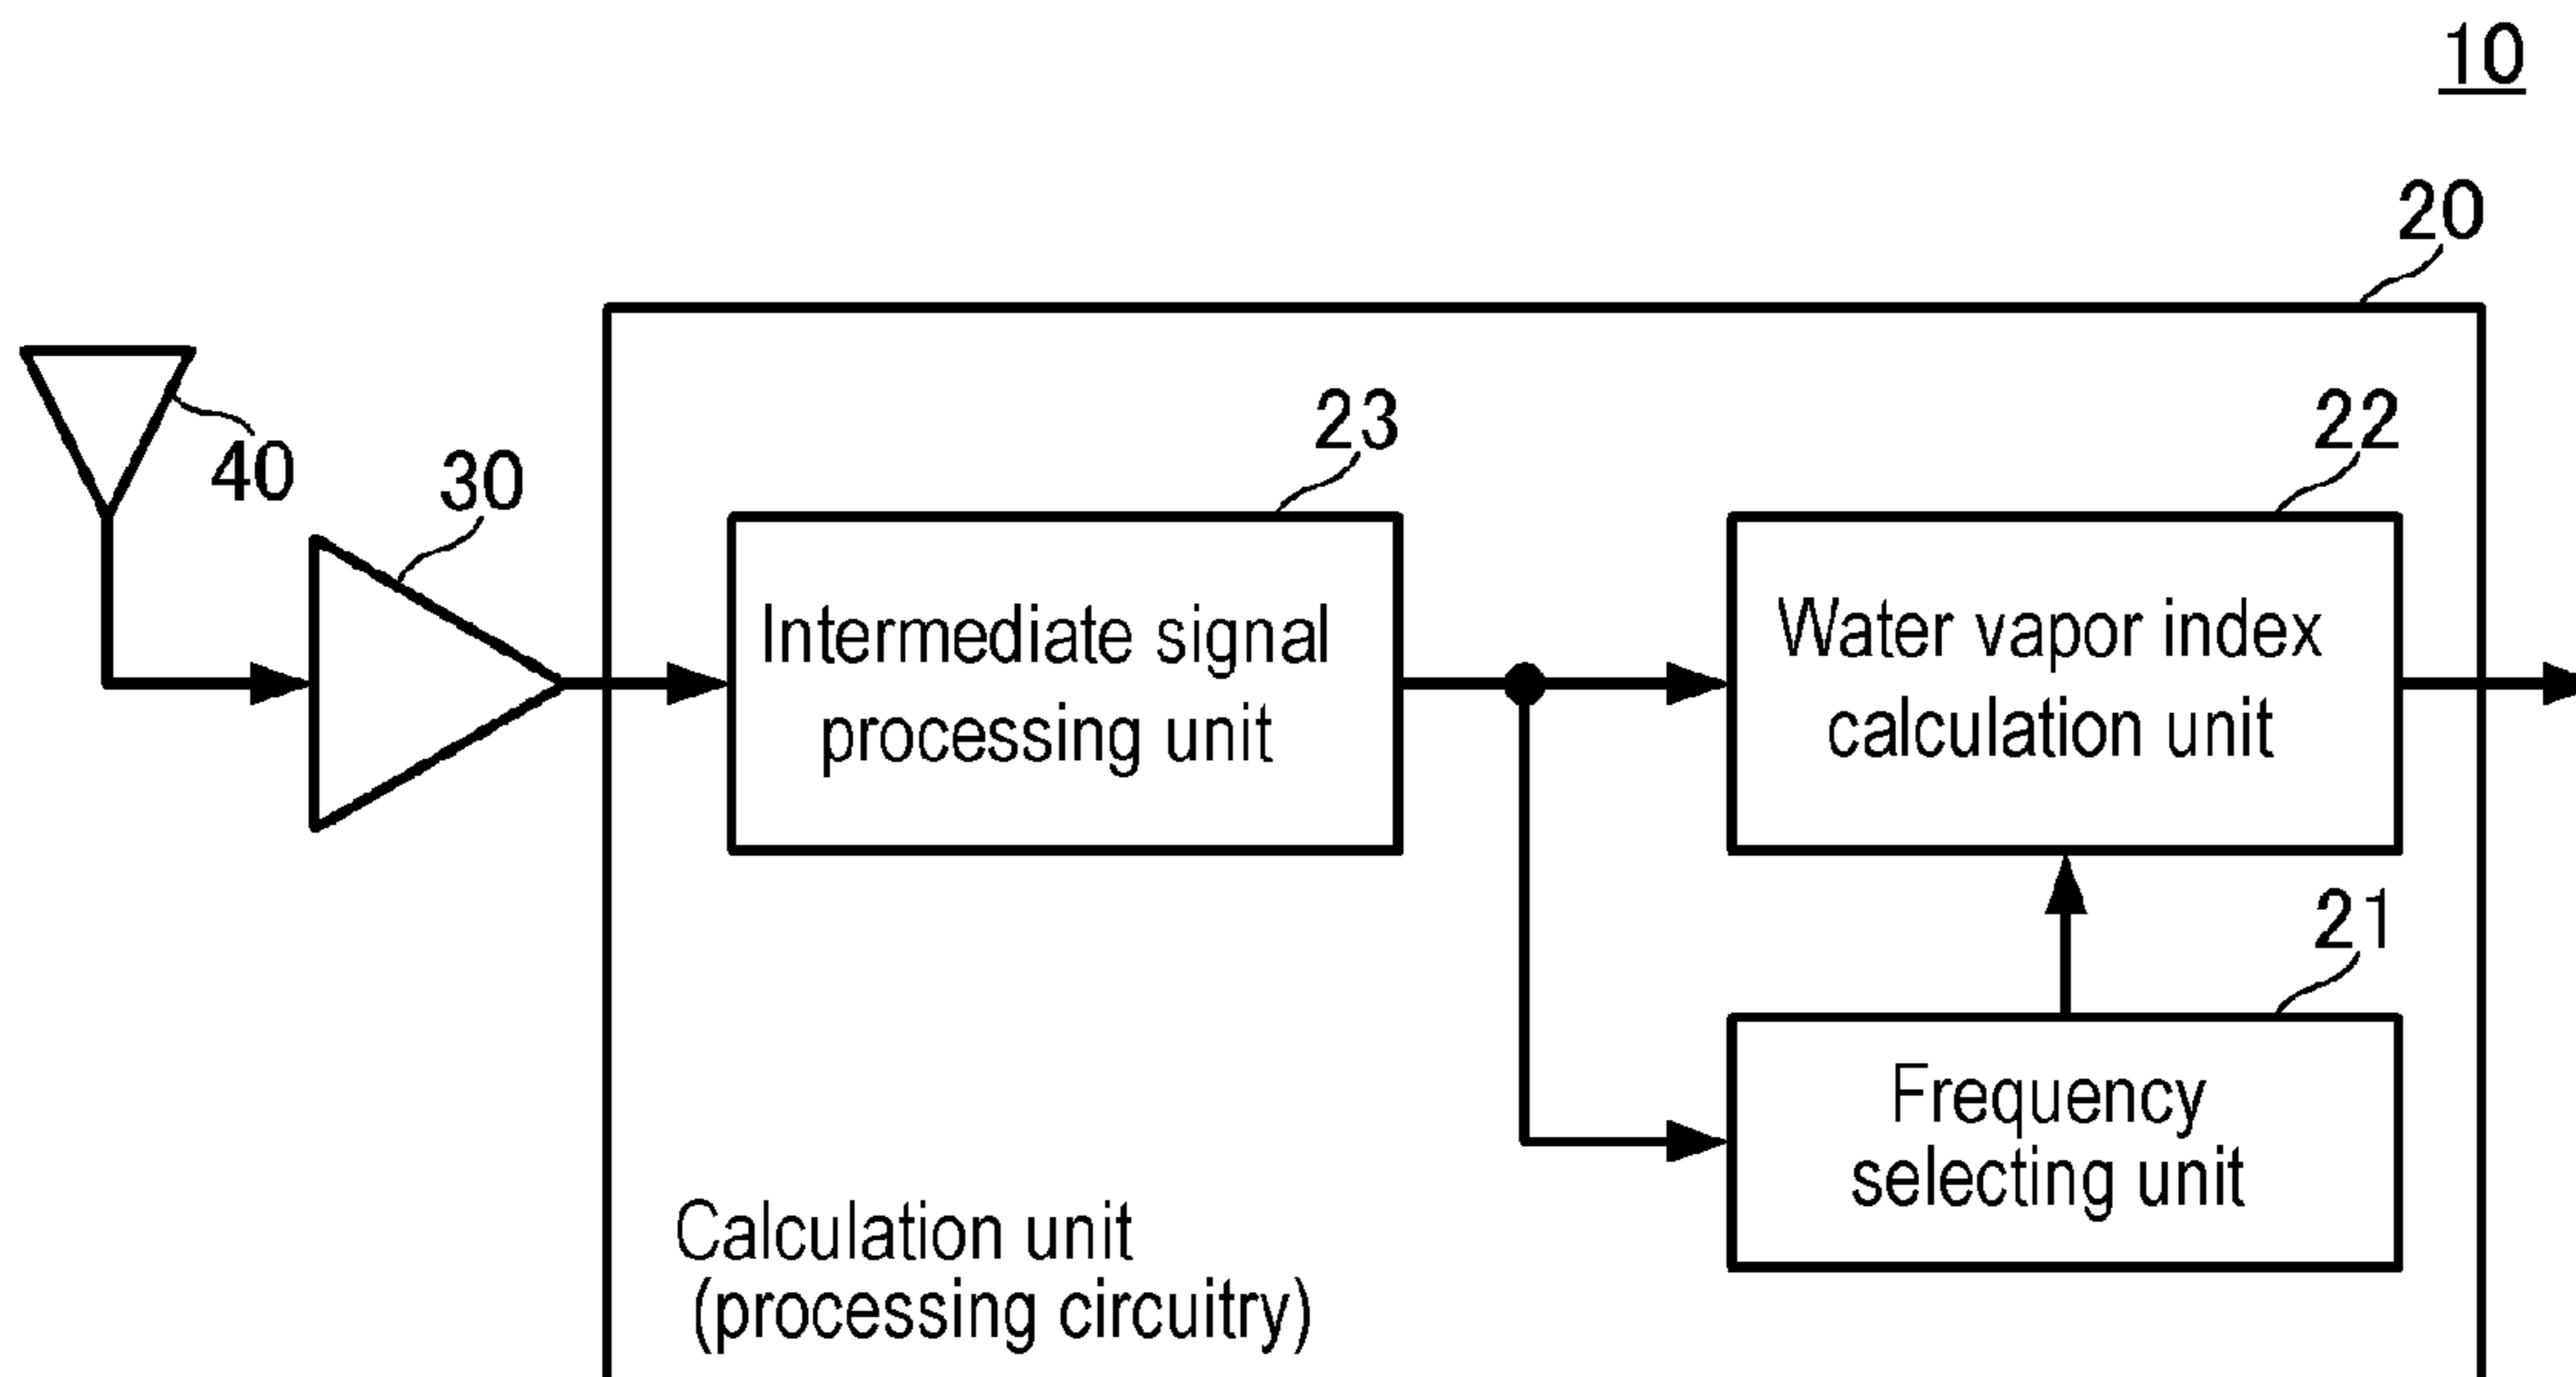 10
20
40
30
23
22
Intermediate signal
processing unit
Water vapor index
calculation unit
21
Frequency
selecting unit
Calculation unit
(processing circuitry)